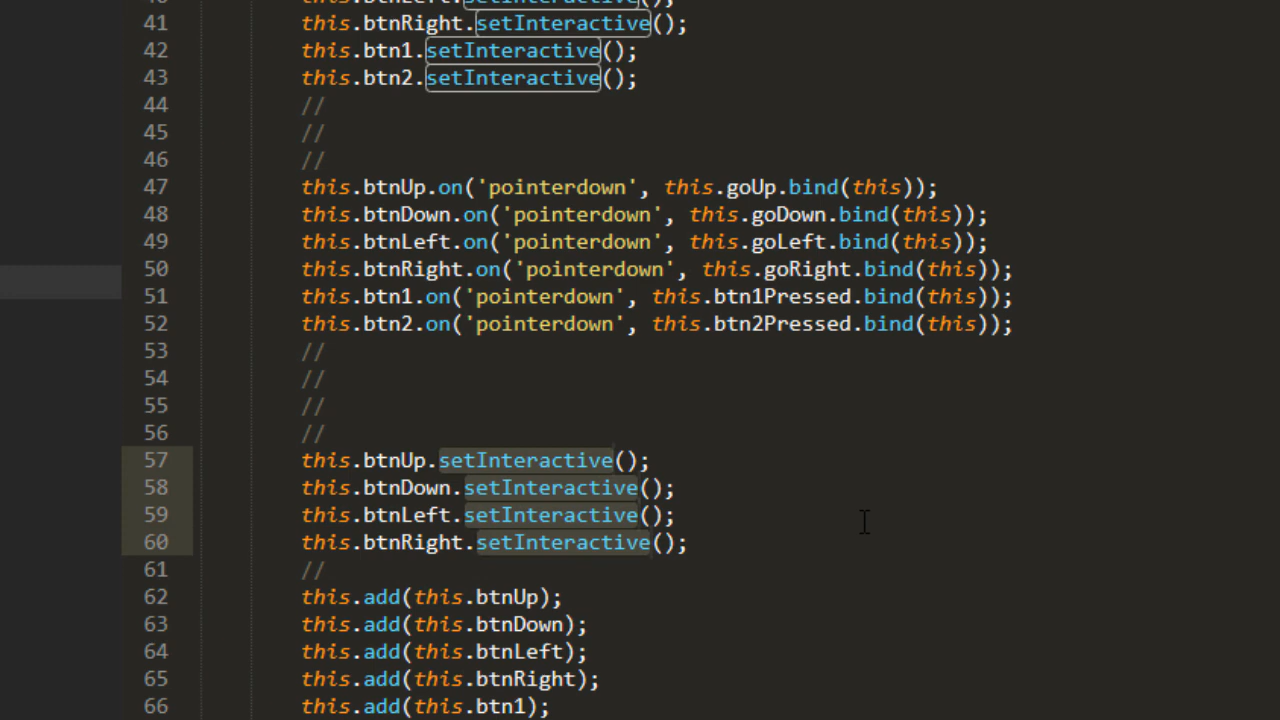 40 this.btnLeft.setInteractive();
41 this.btnRight.setInteractive();
42 this.btn1.setInteractive();
43 this.btn2.setInteractive();
44 //
45 //
46 //
47 this.btnUp.on('pointerdown', this.goUp.bind(this));
48 this.btnDown.on('pointerdown', this.goDown.bind(this));
49 this.btnLeft.on('pointerdown', this.goLeft.bind(this));
50 this.btnRight.on('pointerdown', this.goRight.bind(this));
51 this.btn1.on('pointerdown', this.btn1Pressed.bind(this));
52 this.btn2.on('pointerdown', this.btn2Pressed.bind(this));
53 //
54 //
55 //
56 //
57 this.btnUp.setInteractive();
58 this.btnDown.setInteractive();
59 this.btnLeft.setInteractive();
60 this.btnRight.setInteractive();
61 //
62 this.add(this.btnUp);
63 this.add(this.btnDown);
64 this.add(this.btnLeft);
65 this.add(this.btnRight);
66 this.add(this.btn1);